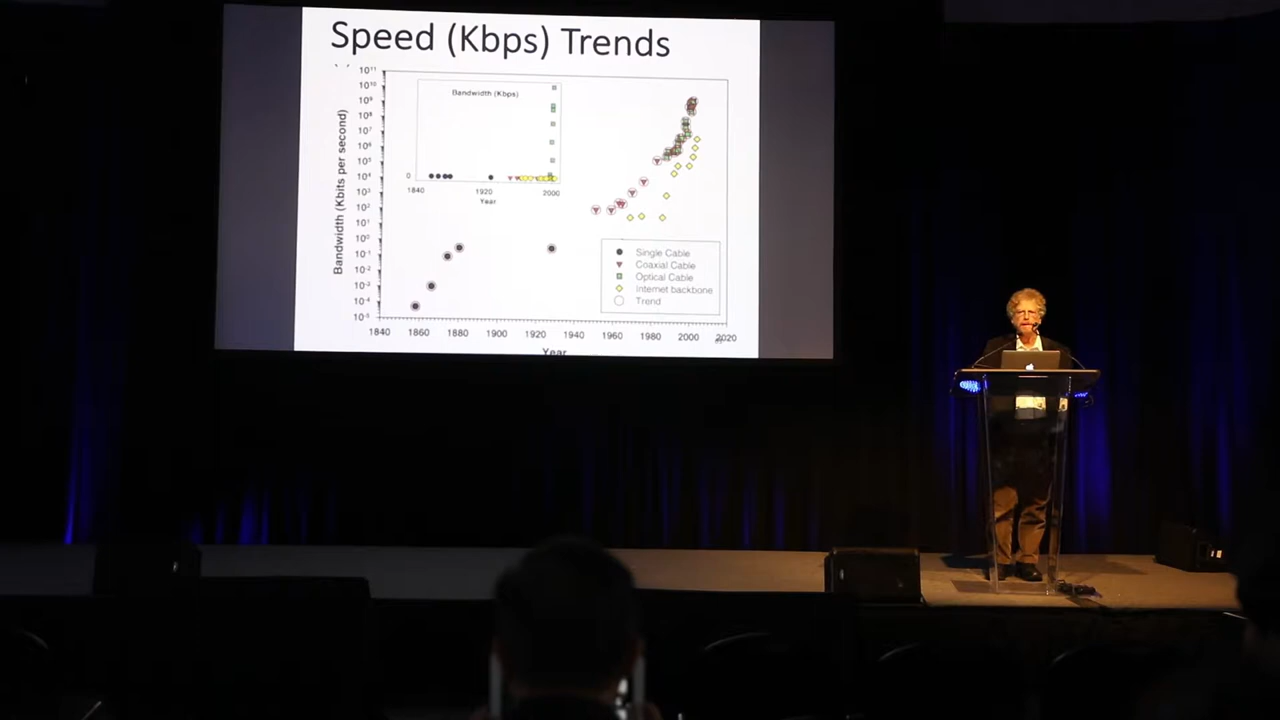 Speed (Kbps) Trends
Bandwidth (Kbits per second)
10¹¹
10¹⁰
10⁹
10⁸
10⁷
10⁶
10⁵
10⁴
10³
10²
10¹
10⁰
10⁻¹
10⁻²
10⁻³
10⁻⁴
10⁻⁵
Bandwidth (Kbps)
0
1840 1920 2000
Year
Single Cable
Coaxial Cable
Optical Cable
Internet backbone
Trend
1840 1860 1880 1900 1920 1940 1960 1980 2000 2020
Year